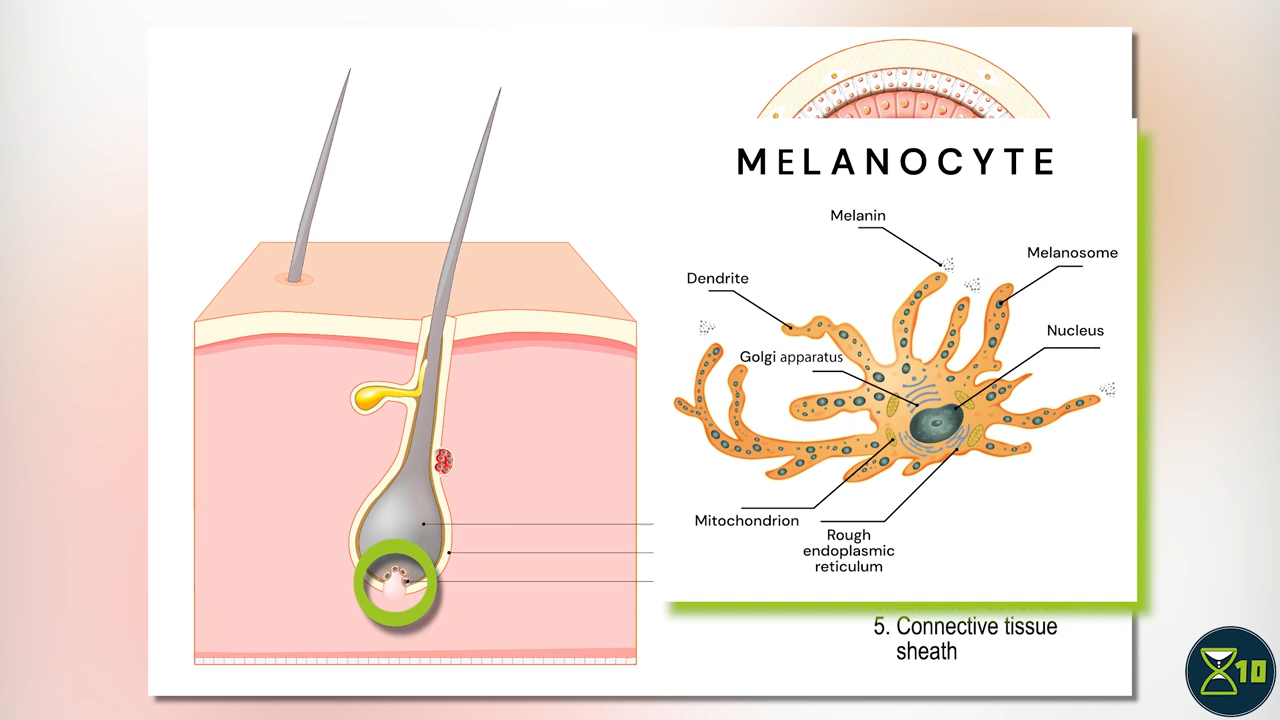 MELANOCYTE
Melanin
Melanosome
Dendrite
Nucleus
Golgi apparatus
Mitochondrion
Rough
endoplasmic
reticulum
5. Connective tissue
sheath
10